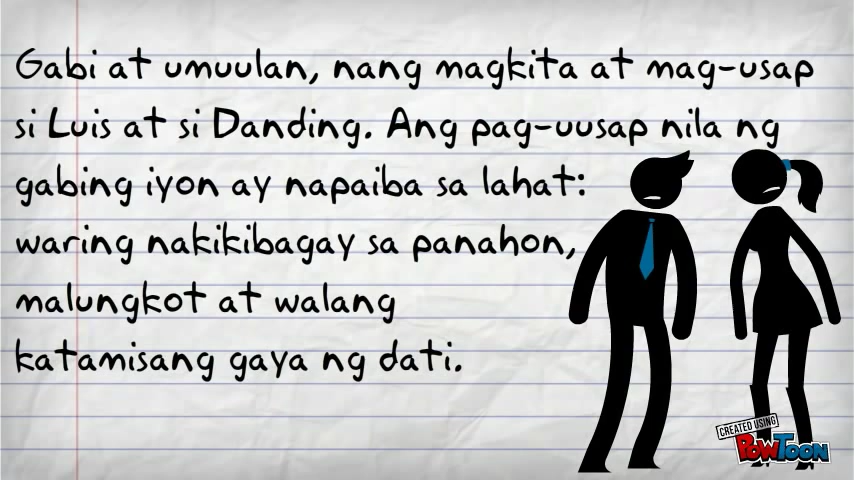 Gabi at umuulan, nang magkita at mag-usap
si Luis at si Danding. Ang pag-uusap nila ng
gabing iyon ay napaiba sa lahat:
waring nakikibagay sa panahon,
malungkot at walang
katamisang gaya ng dati.
CREATED USING
POWTOON